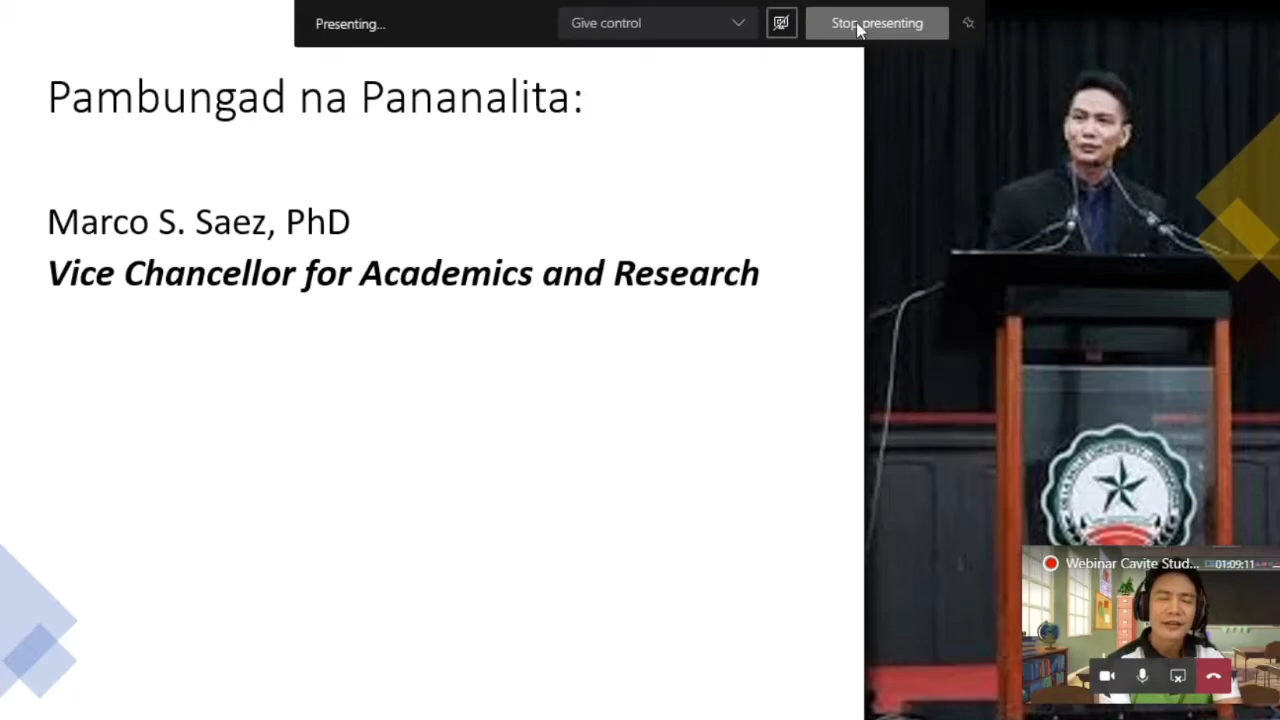 Presenting...
Give control
Stop presenting
Pambungad na Pananalita:
Marco S. Saez, PhD
Vice Chancellor for Academics and Research
Webinar Cavite Stud...
01:09:11